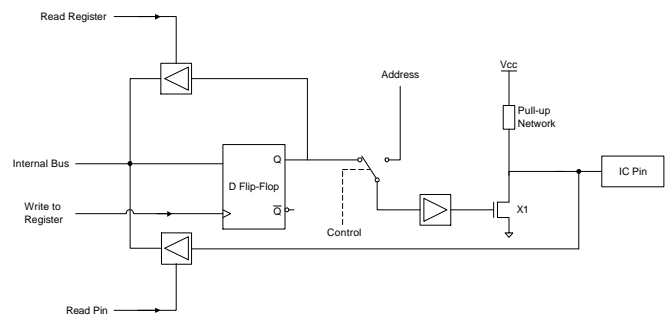 Read Register
Address
Vcc
Pull-up
Network
Internal Bus
Q
D Flip-Flop
IC Pin
Write to
Register
Q
X1
Control
Read Pin